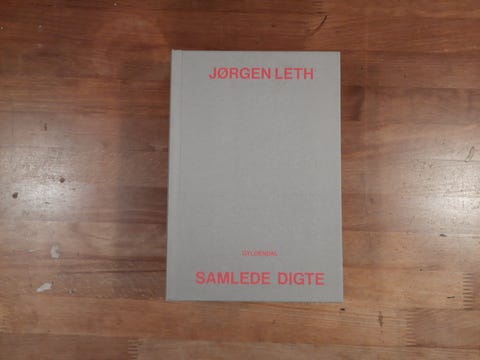 JØRGEN LETH
GYLDENDAL
SAMLEDE DIGTE